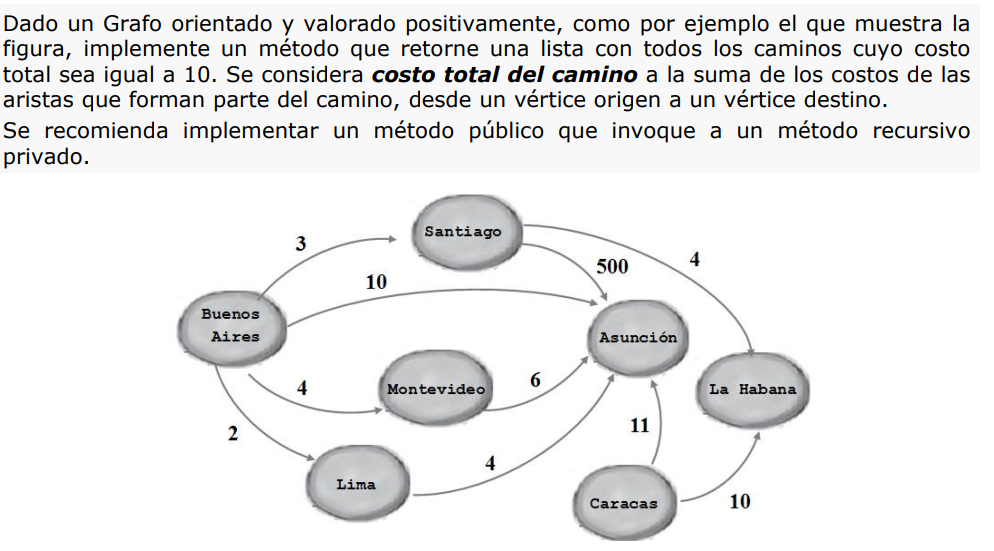 Dado un Grafo orientado y valorado positivamente, como por ejemplo el que muestra la
figura, implemente un método que retorne una lista con todos los caminos cuyo costo
total sea igual a 10. Se considera costo total del camino a la suma de los costos de las
aristas que forman parte del camino, desde un vértice origen a un vértice destino.
Se recomienda implementar un método público que invoque a un método recursivo
privado.
Santiago
3
4
500
10
Buenos
Aires
Asunción
Montevideo
6
La Habana
4
11
2
4
Lima
Caracas
10